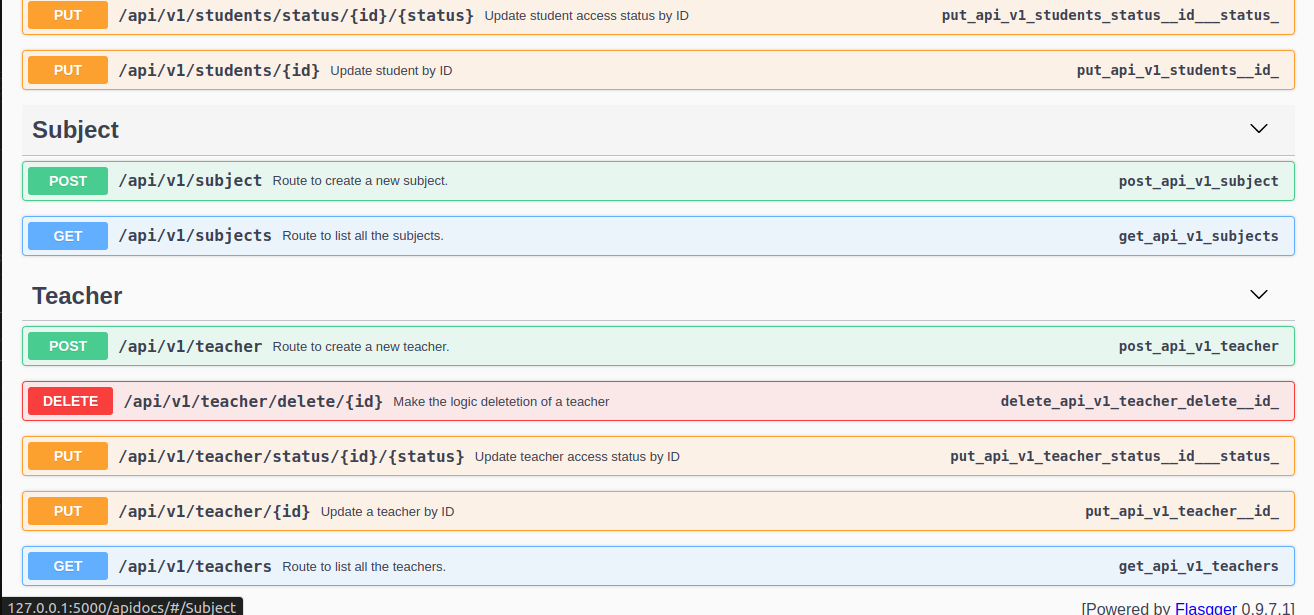 PUT /api/v1/students/status/{id}/{status} Update student access status by ID put_api_v1_students_status__id___status_
PUT /api/v1/students/{id} Update student by ID put_api_v1_students__id_
Subject
POST /api/v1/subject Route to create a new subject. post_api_v1_subject
GET /api/v1/subjects Route to list all the subjects. get_api_v1_subjects
Teacher
POST /api/v1/teacher Route to create a new teacher. post_api_v1_teacher
DELETE /api/v1/teacher/delete/{id} Make the logic deletetion of a teacher delete_api_v1_teacher_delete__id_
PUT /api/v1/teacher/status/{id}/{status} Update teacher access status by ID put_api_v1_teacher_status__id___status_
PUT /api/v1/teacher/{id} Update a teacher by ID put_api_v1_teacher__id_
GET /api/v1/teachers Route to list all the teachers. get_api_v1_teachers
127.0.0.1:5000/apidocs/#/Subject [Powered by Flasgger 0.9.7.1]